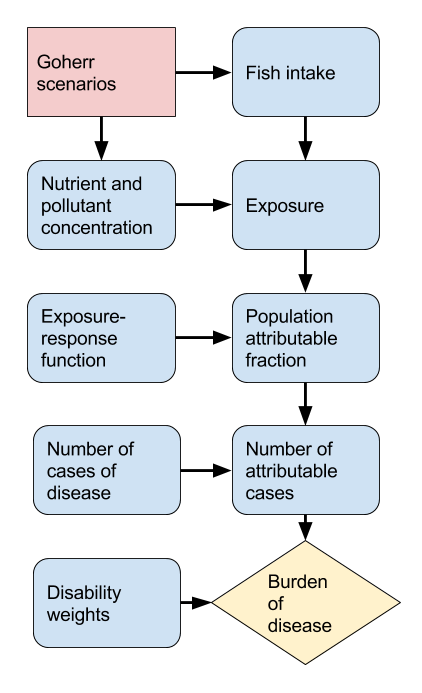 Goherr
scenarios
Fish intake
Nutrient and
pollutant
concentration
Exposure
Exposure-
response
function
Population
attributable
fraction
Number of
cases of
disease
Number of
attributable
cases
Disability
weights
Burden
of
disease